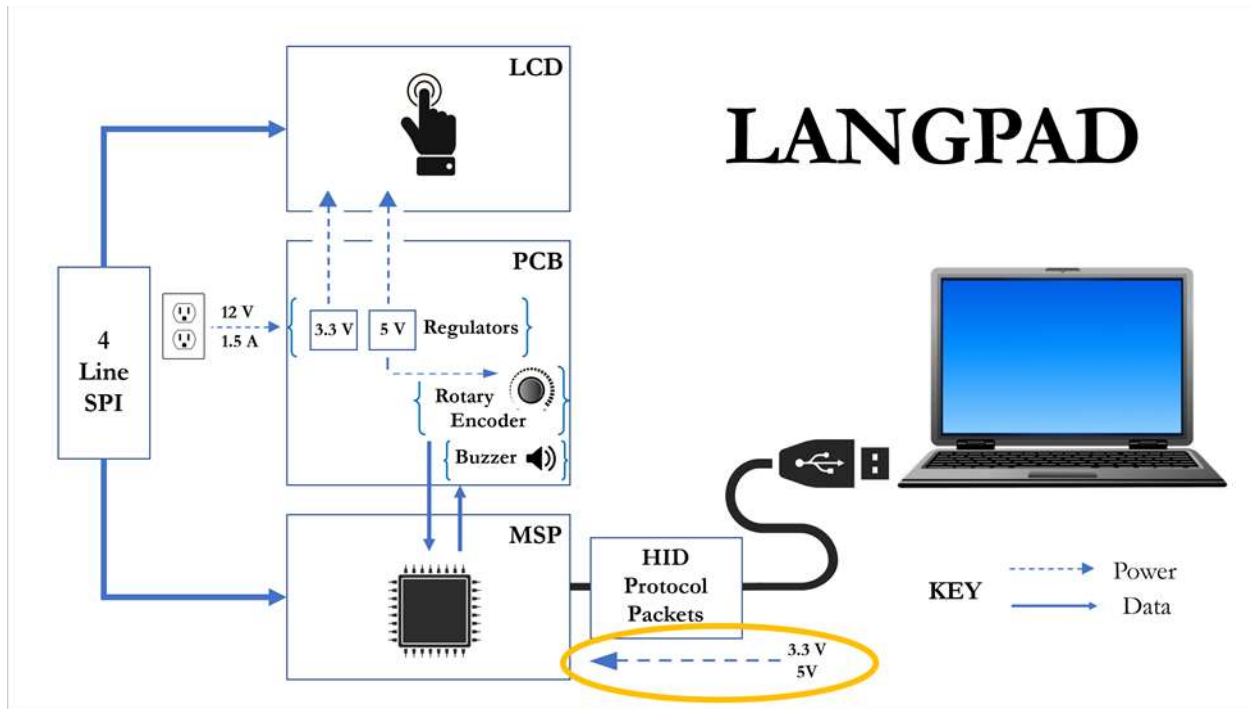 LANGPAD
LCD
PCB
4
Line
SPI
12 V
1.5 A
3.3 V
5 V
Regulators
Rotary
Encoder
Buzzer
MSP
HID
Protocol
Packets
3.3 V
5V
KEY
Power
Data